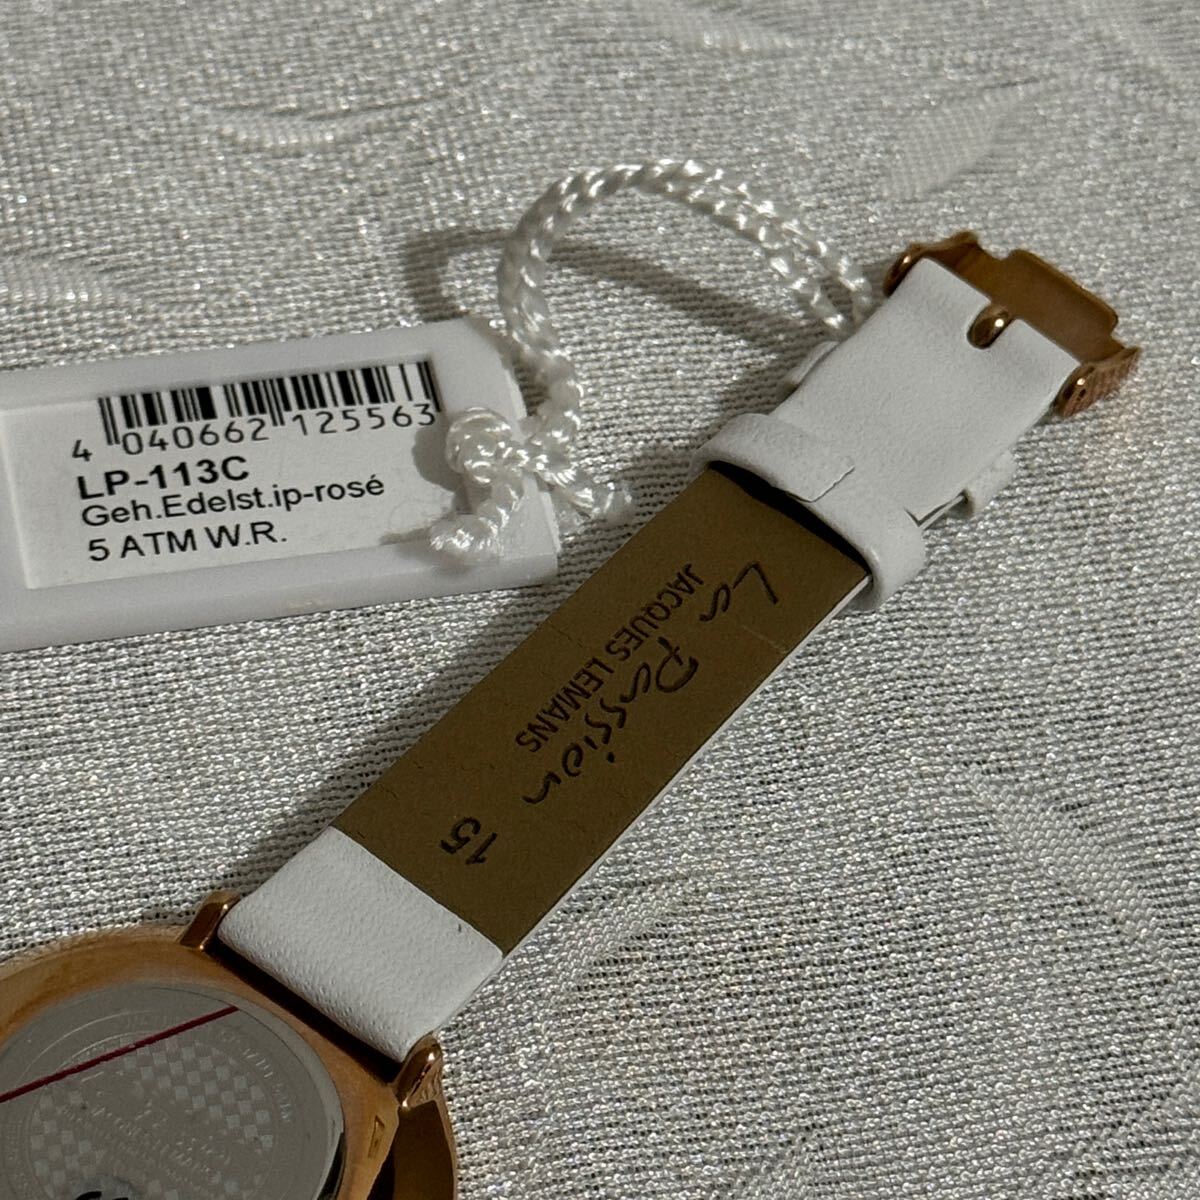 4 040662 125563
LP-113C
Geh.Edelst.ip-rosé
5 ATM W.R.
La Passion
JACQUES LEMANS
15